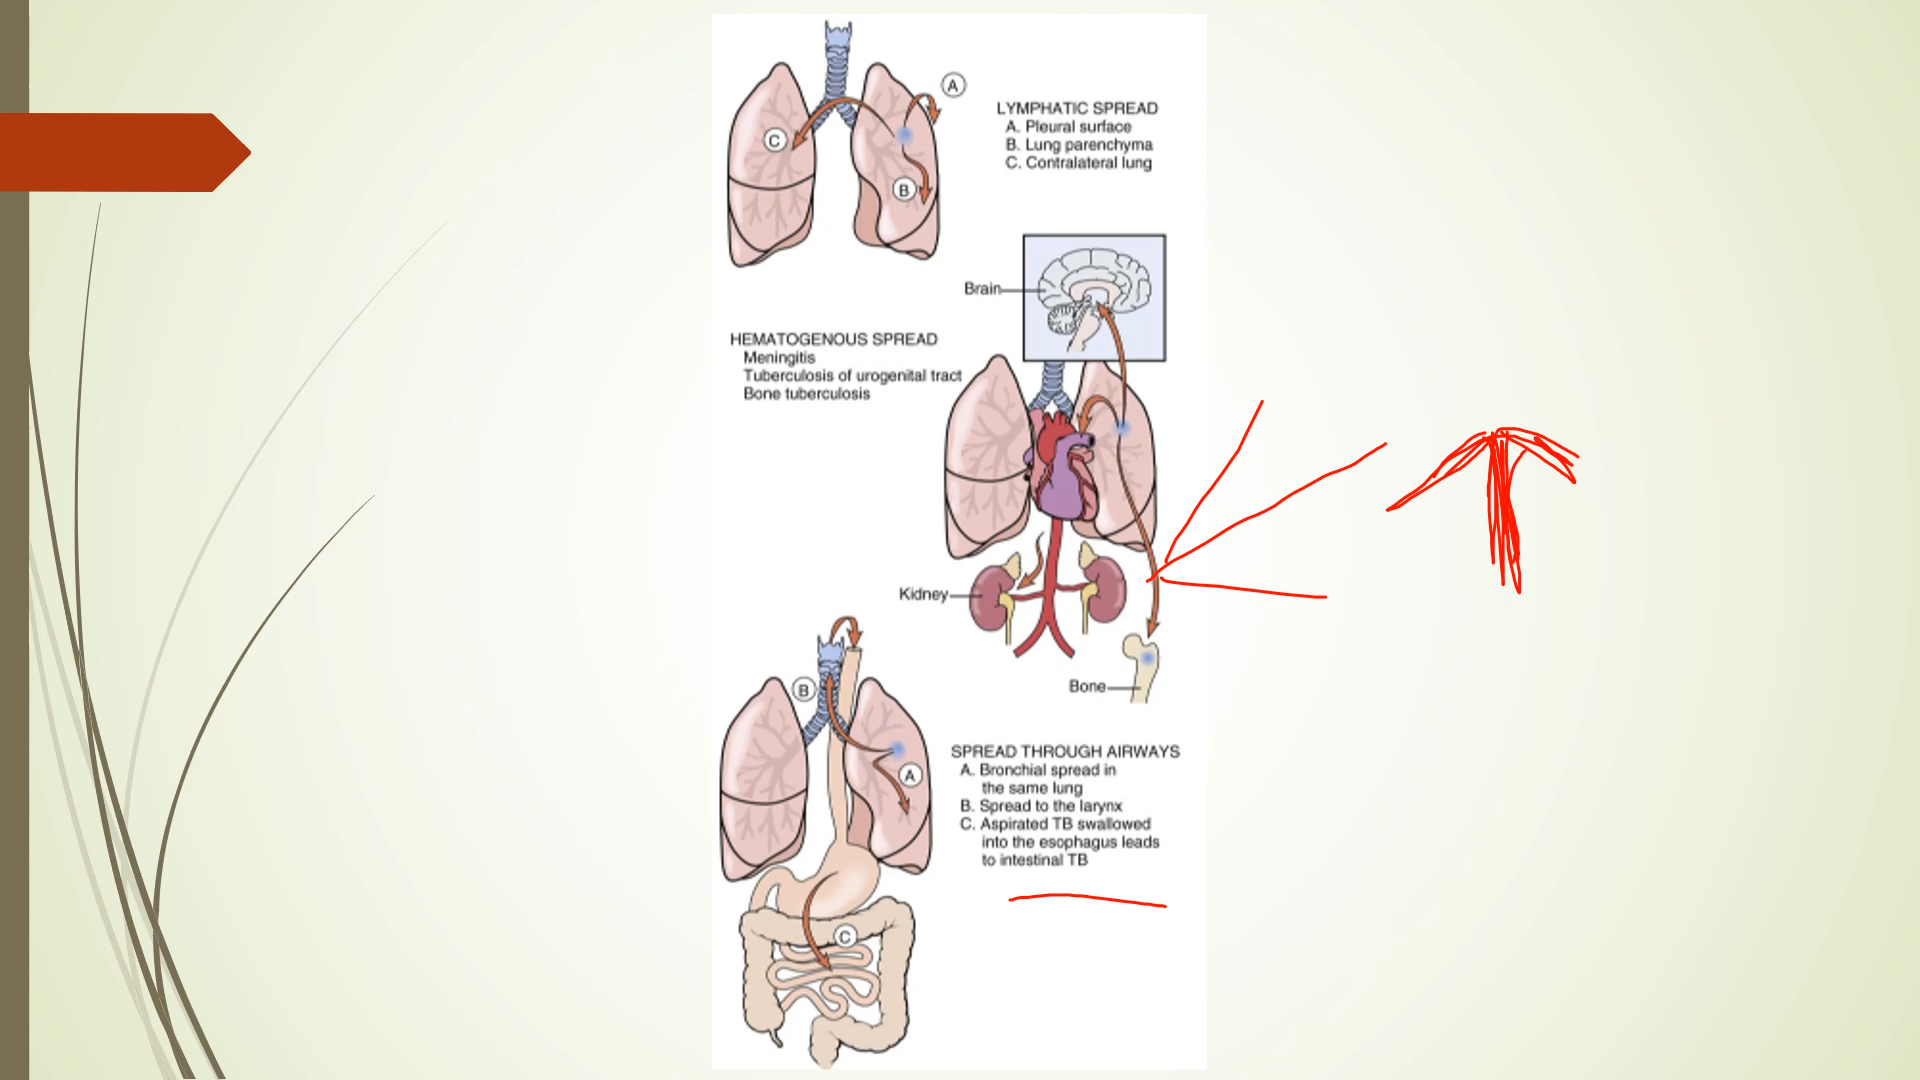 A
C
B
LYMPHATIC SPREAD
A. Pleural surface
B. Lung parenchyma
C. Contralateral lung
Brain
HEMATOGENOUS SPREAD
Meningitis
Tuberculosis of urogenital tract
Bone tuberculosis
Kidney
Bone
B
A
C
SPREAD THROUGH AIRWAYS
A. Bronchial spread in
the same lung
B. Spread to the larynx
C. Aspirated TB swallowed
into the esophagus leads
to intestinal TB